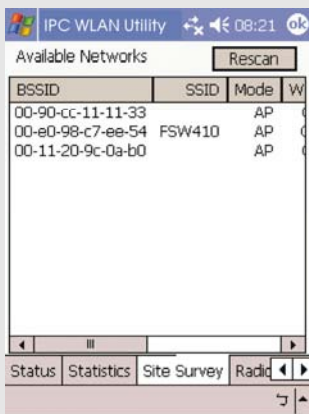 IPC WLAN Utility 08:21 ok
Available Networks Rescan
BSSID SSID Mode W
00-90-cc-11-11-33 AP
00-e0-98-c7-ee-54 FSW410 AP
00-11-20-9c-0a-b0 AP
Status Statistics Site Survey Radio